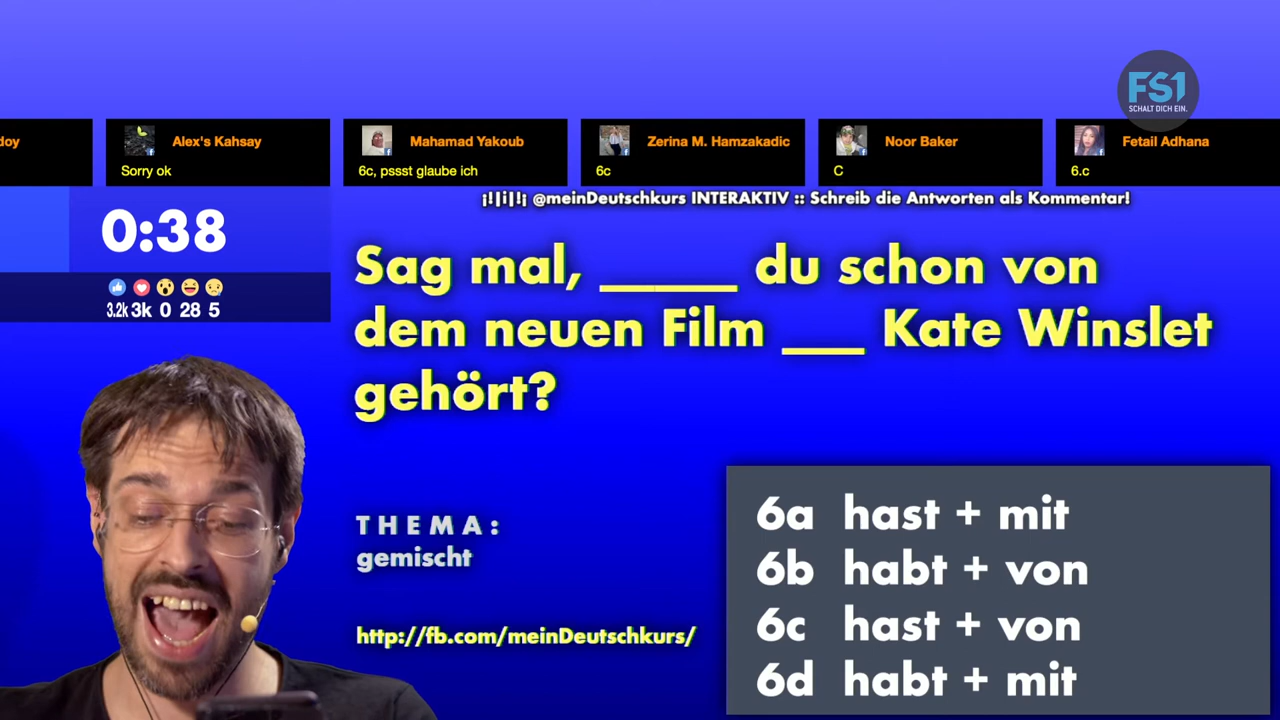 FS1
SCHALT DICH EIN.
doy
Alex's Kahsay
Sorry ok
Mahamad Yakoub
6c, pssst glaube ich
Zerina M. Hamzakadic
6c
Noor Baker
C
Fetail Adhana
6.c
¡!|i|!¡ @meinDeutschkurs INTERAKTIV :: Schreib die Antworten als Kommentar!
0:38
3.2k 3k 0 28 5
Sag mal, _____ du schon von
dem neuen Film ___ Kate Winslet
gehört?
THEMA:
gemischt
http://fb.com/meinDeutschkurs/
6a hast + mit
6b habt + von
6c hast + von
6d habt + mit